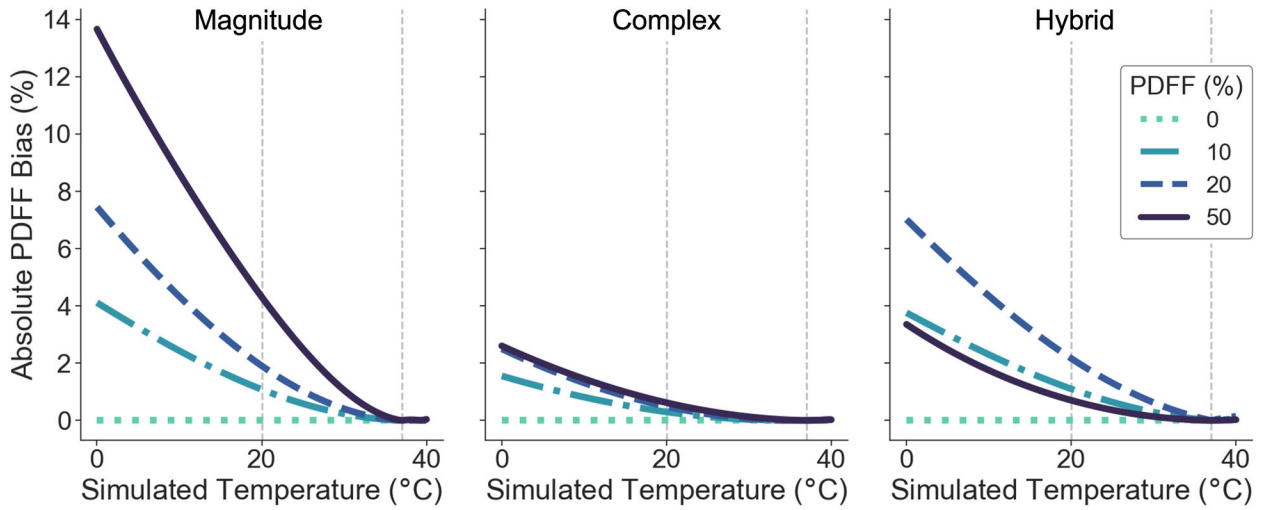 Magnitude
Complex
Hybrid
Absolute PDFF Bias (%)
14
12
10
8
6
4
2
0
PDFF (%)
0
10
20
50
0 20 40
0 20 40
0 20 40
Simulated Temperature (°C)
Simulated Temperature (°C)
Simulated Temperature (°C)